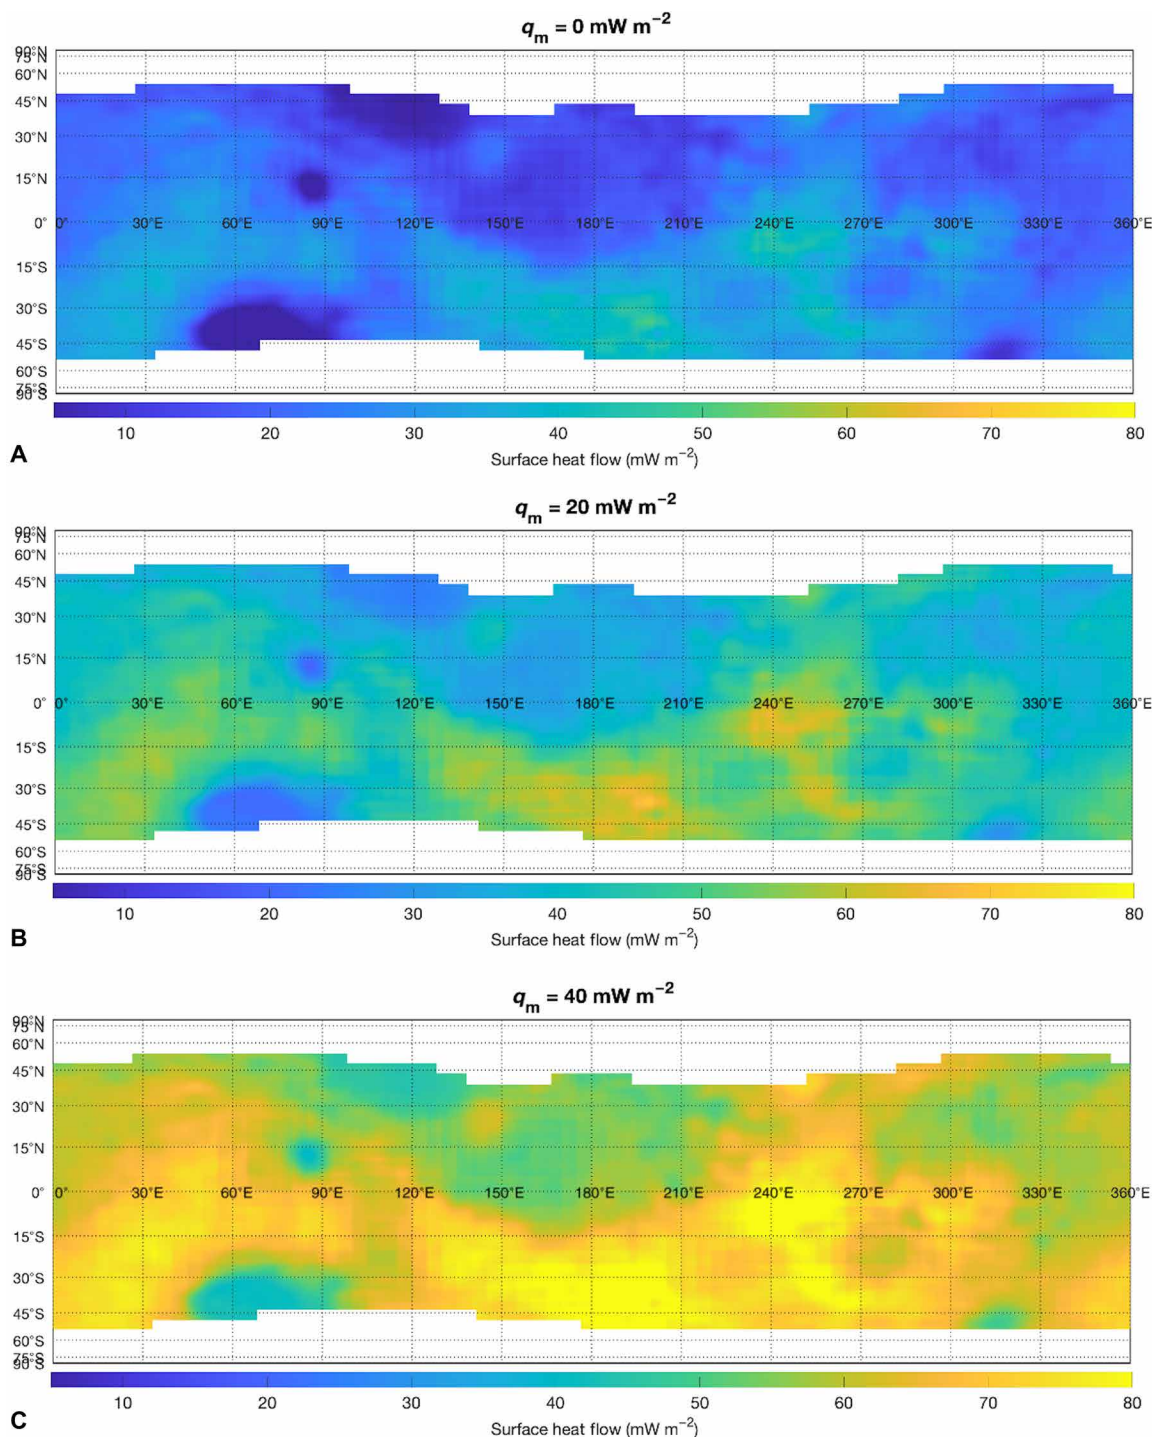 qm = 0 mW m−2
90°N
75°N
60°N
45°N
30°N
15°N
0° 0° 30°E 60°E 90°E 120°E 150°E 180°E 210°E 240°E 270°E 300°E 330°E 360°E
15°S
30°S
45°S
60°S
75°S
90°S
10 20 30 40 50 60 70 80
A Surface heat flow (mW m−2)
qm = 20 mW m−2
90°N
75°N
60°N
45°N
30°N
15°N
0° 0° 30°E 60°E 90°E 120°E 150°E 180°E 210°E 240°E 270°E 300°E 330°E 360°E
15°S
30°S
45°S
60°S
75°S
90°S
10 20 30 40 50 60 70 80
B Surface heat flow (mW m−2)
qm = 40 mW m−2
90°N
75°N
60°N
45°N
30°N
15°N
0° 0° 30°E 60°E 90°E 120°E 150°E 180°E 210°E 240°E 270°E 300°E 330°E 360°E
15°S
30°S
45°S
60°S
75°S
90°S
10 20 30 40 50 60 70 80
C Surface heat flow (mW m−2)